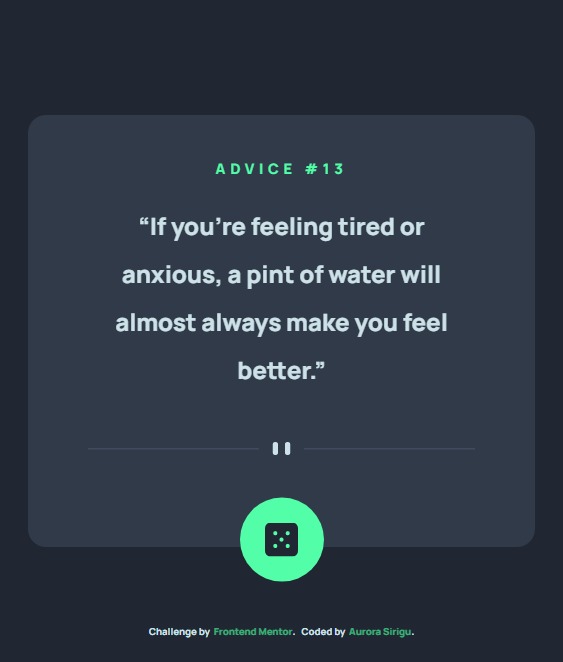 ADVICE #13
“If you’re feeling tired or
anxious, a pint of water will
almost always make you feel
better.”
Challenge by Frontend Mentor. Coded by Aurora Sirigu.